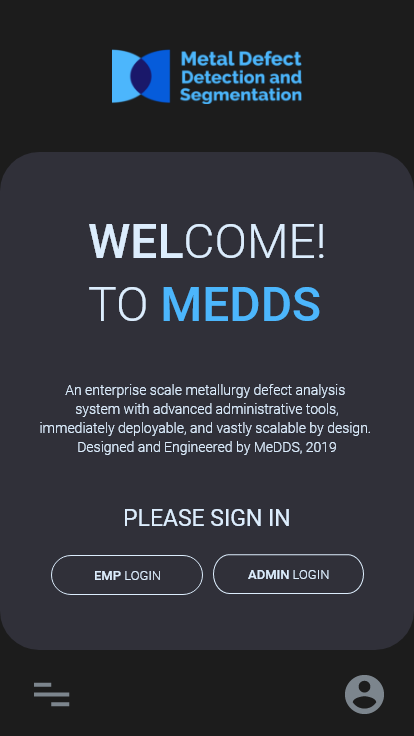 Metal Defect
Detection and
Segmentation
WELCOME!
TO MEDDS
An enterprise scale metallurgy defect analysis
system with advanced administrative tools,
immediately deployable, and vastly scalable by design.
Designed and Engineered by MeDDS, 2019
PLEASE SIGN IN
EMP LOGIN ADMIN LOGIN